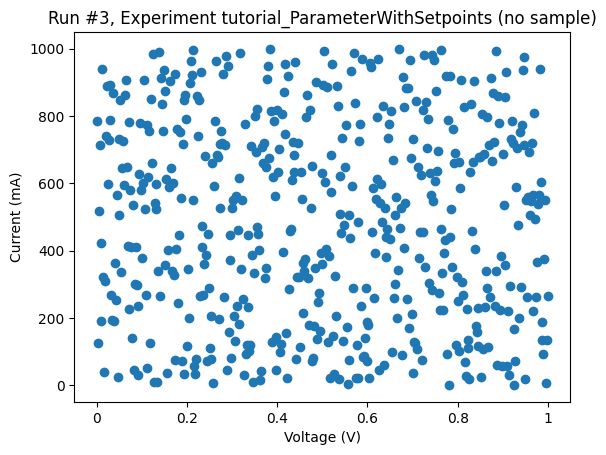 Run #3, Experiment tutorial_ParameterWithSetpoints (no sample)
1000
800
600
400
200
0
Current (mA)
0 0.2 0.4 0.6 0.8 1
Voltage (V)